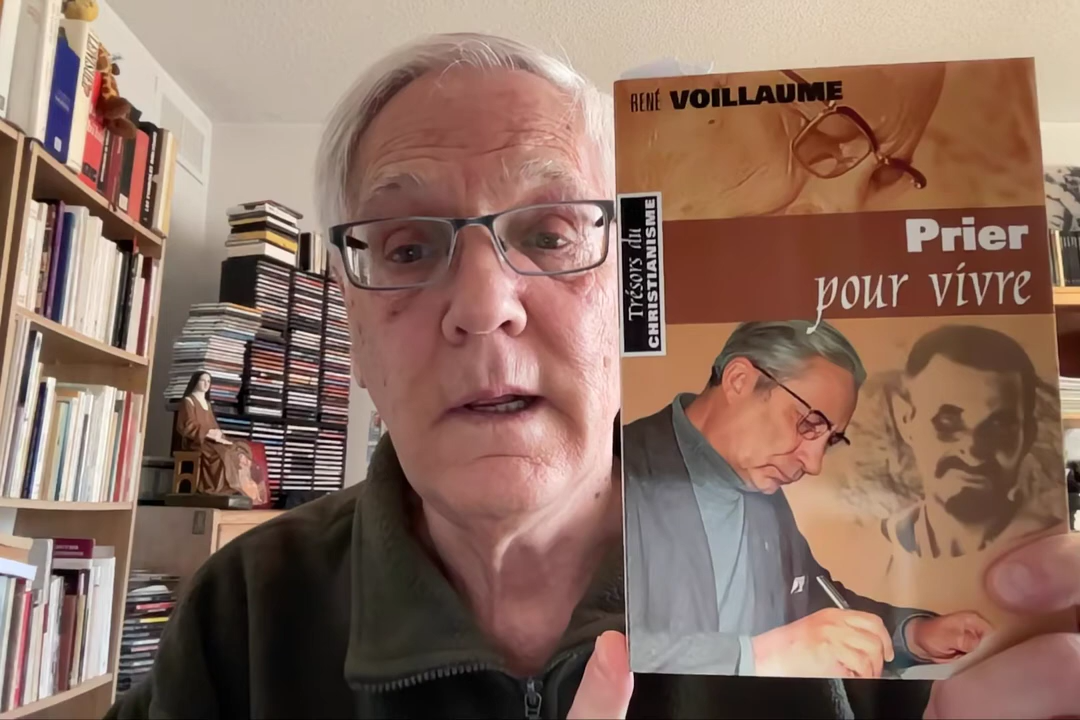 RENÉ VOILLAUME
Prier
pour vivre
Trésors du
CHRISTIANISME